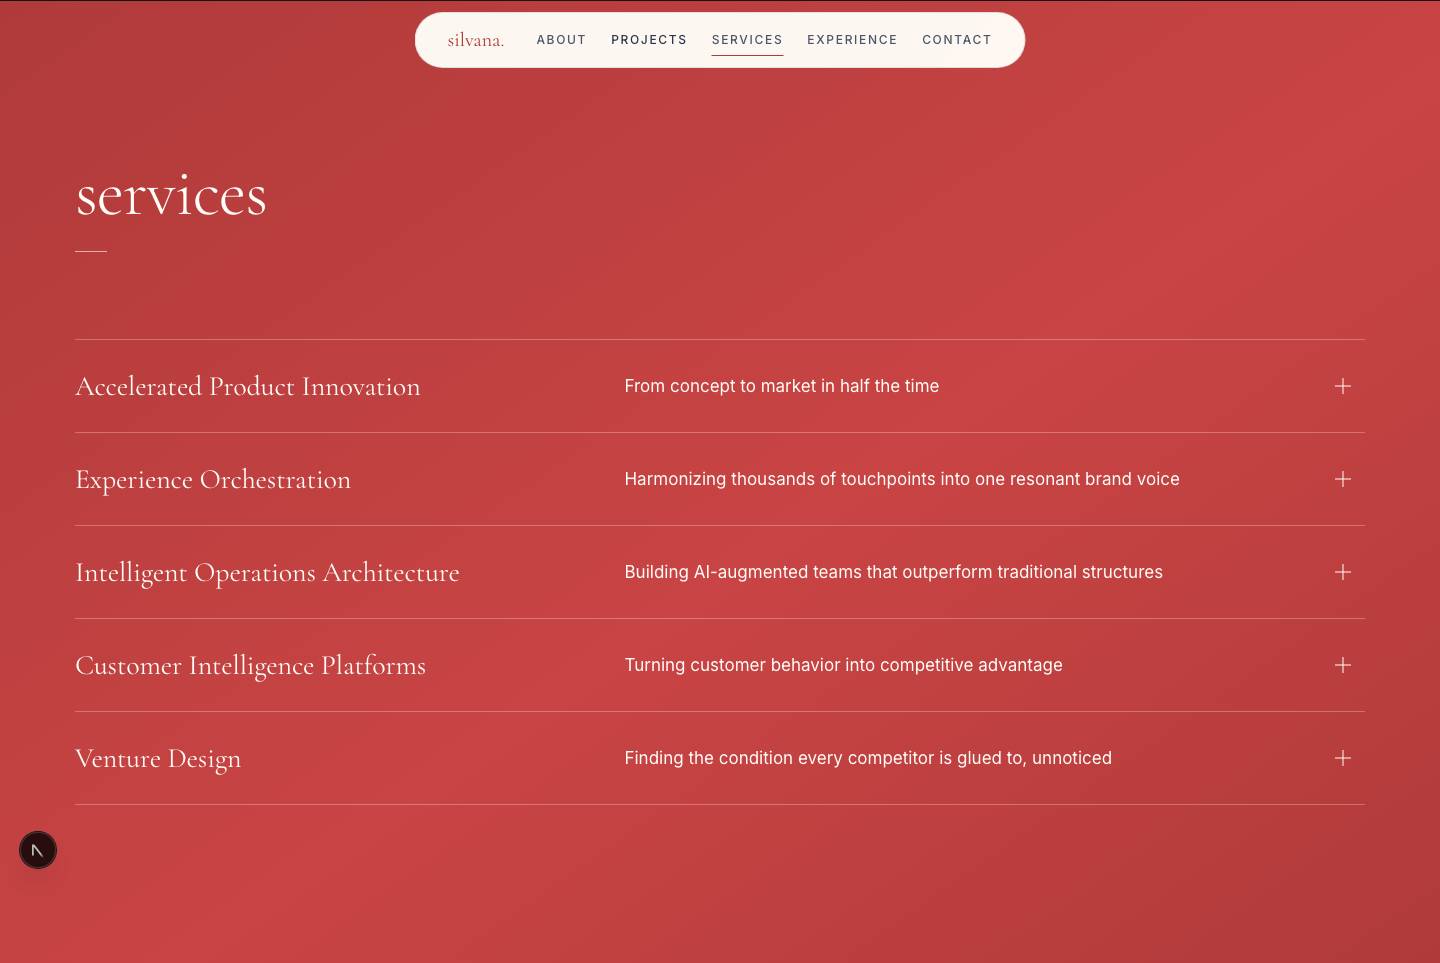 silvana. ABOUT PROJECTS SERVICES EXPERIENCE CONTACT
services
Accelerated Product Innovation From concept to market in half the time
Experience Orchestration Harmonizing thousands of touchpoints into one resonant brand voice
Intelligent Operations Architecture Building AI-augmented teams that outperform traditional structures
Customer Intelligence Platforms Turning customer behavior into competitive advantage
Venture Design Finding the condition every competitor is glued to, unnoticed